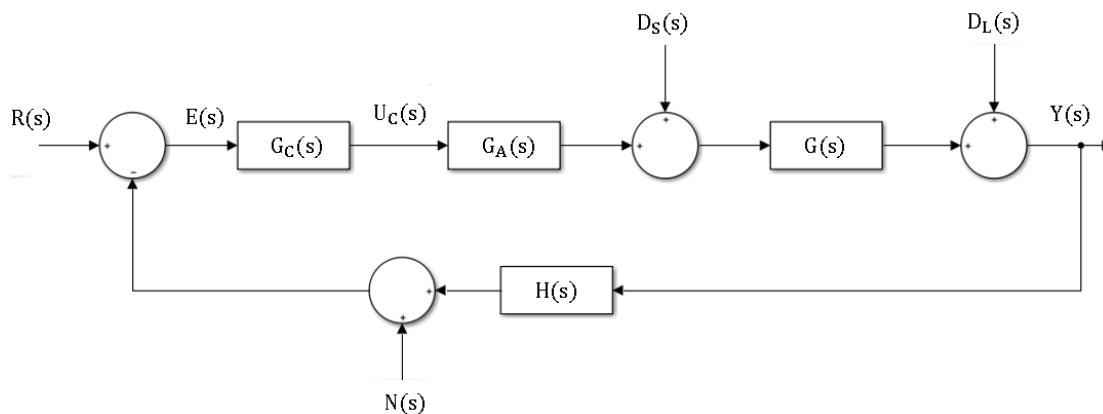 D_S(s)
D_L(s)
R(s)
E(s)
U_C(s)
Y(s)
+
+
+
G_C(s)
G_A(s)
+
G(s)
+
-
H(s)
+
+
N(s)